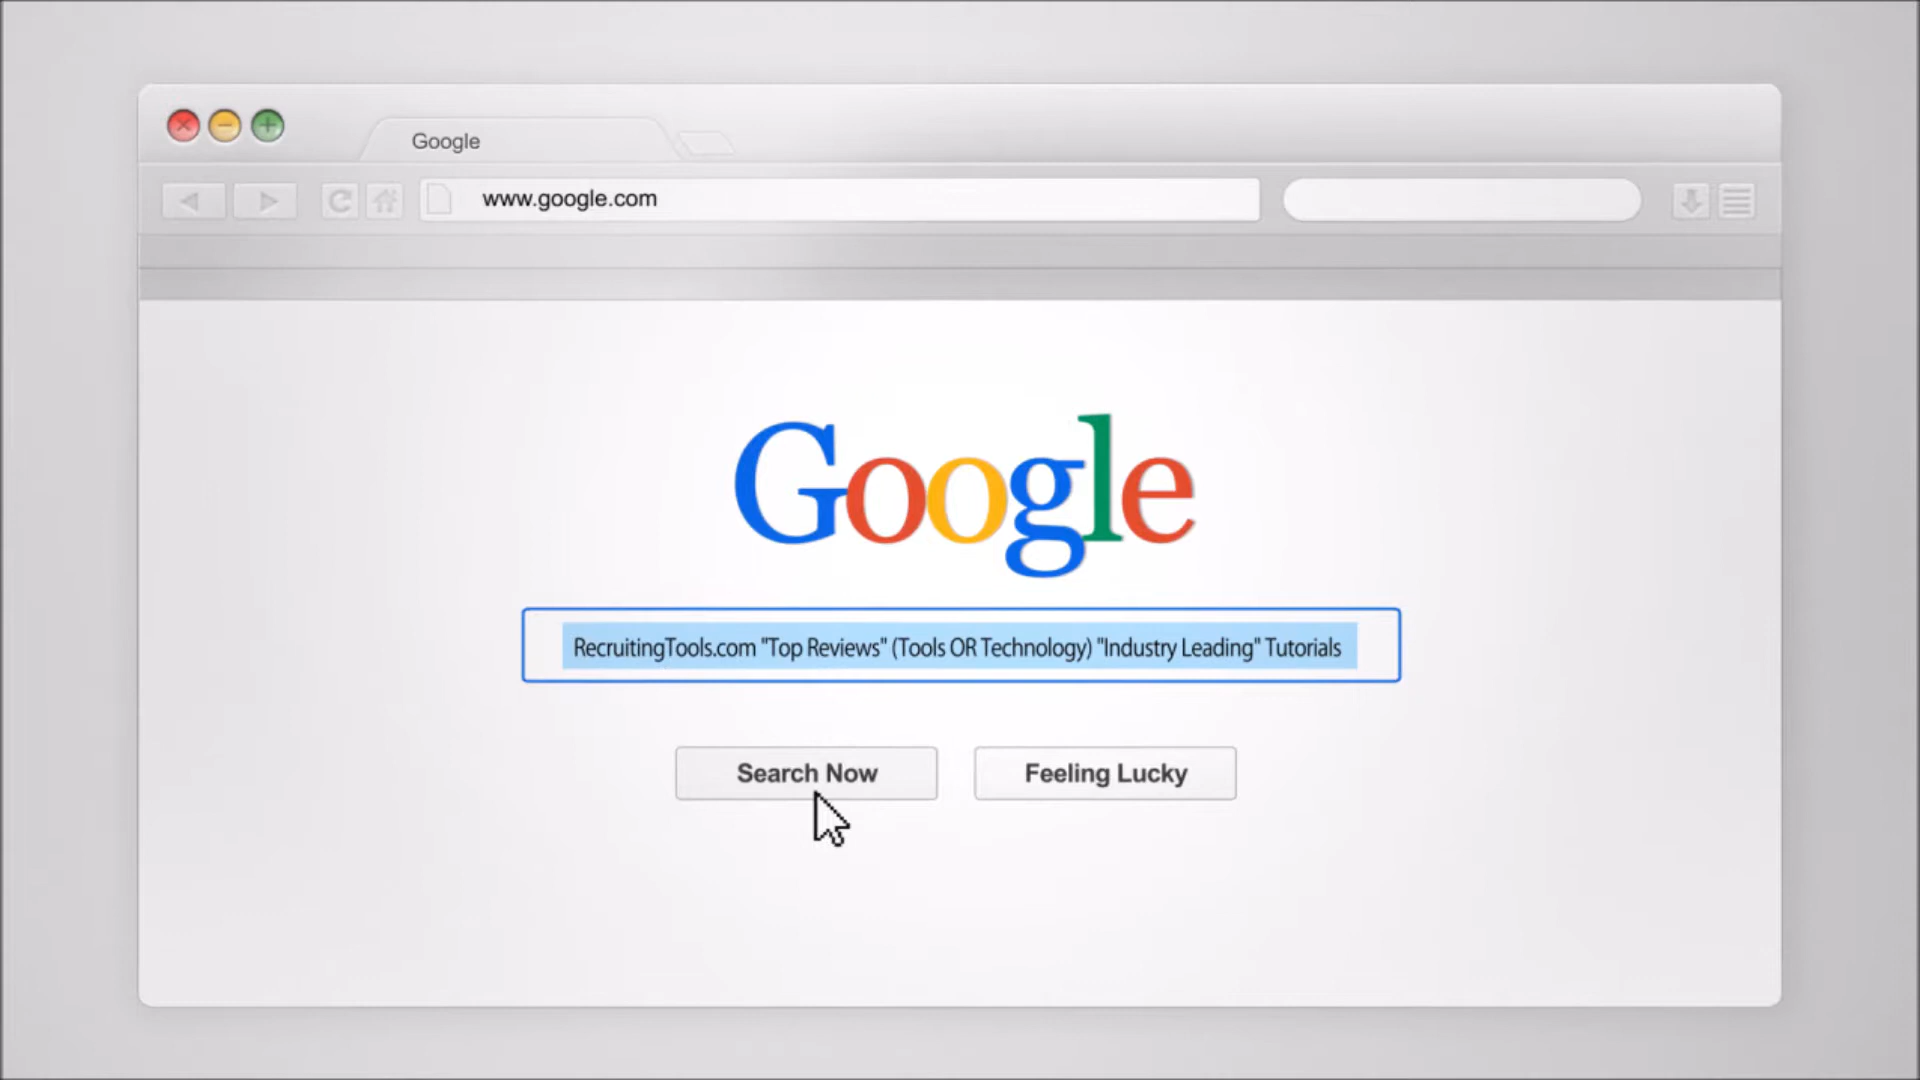 Google
www.google.com
Google
RecruitingTools.com "Top Reviews" (Tools OR Technology) "Industry Leading" Tutorials
Search Now
Feeling Lucky